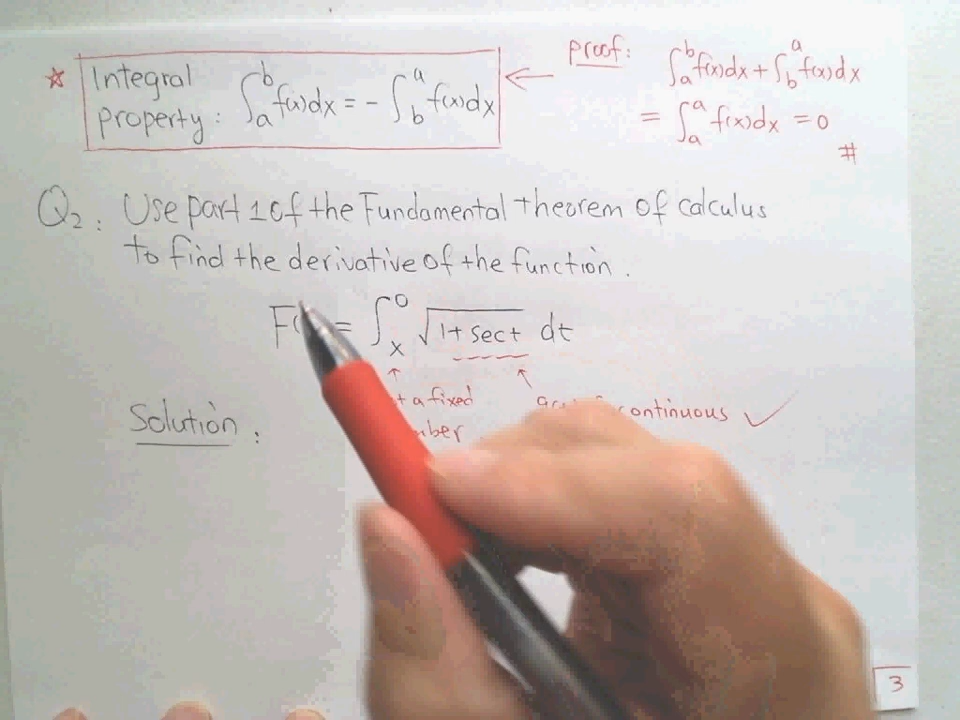 ☆ Integral property: ∫_a^b f(x)dx = - ∫_b^a f(x)dx
proof: ∫_a^b f(x)dx + ∫_b^a f(x)dx
= ∫_a^a f(x)dx = 0
#
Q₂: Use part 1 of the Fundamental theorem of calculus
to find the derivative of the function.
F( = ∫_x^0 √(1+ sec t) dt
a fixed
continuous ✓
Solution:
3